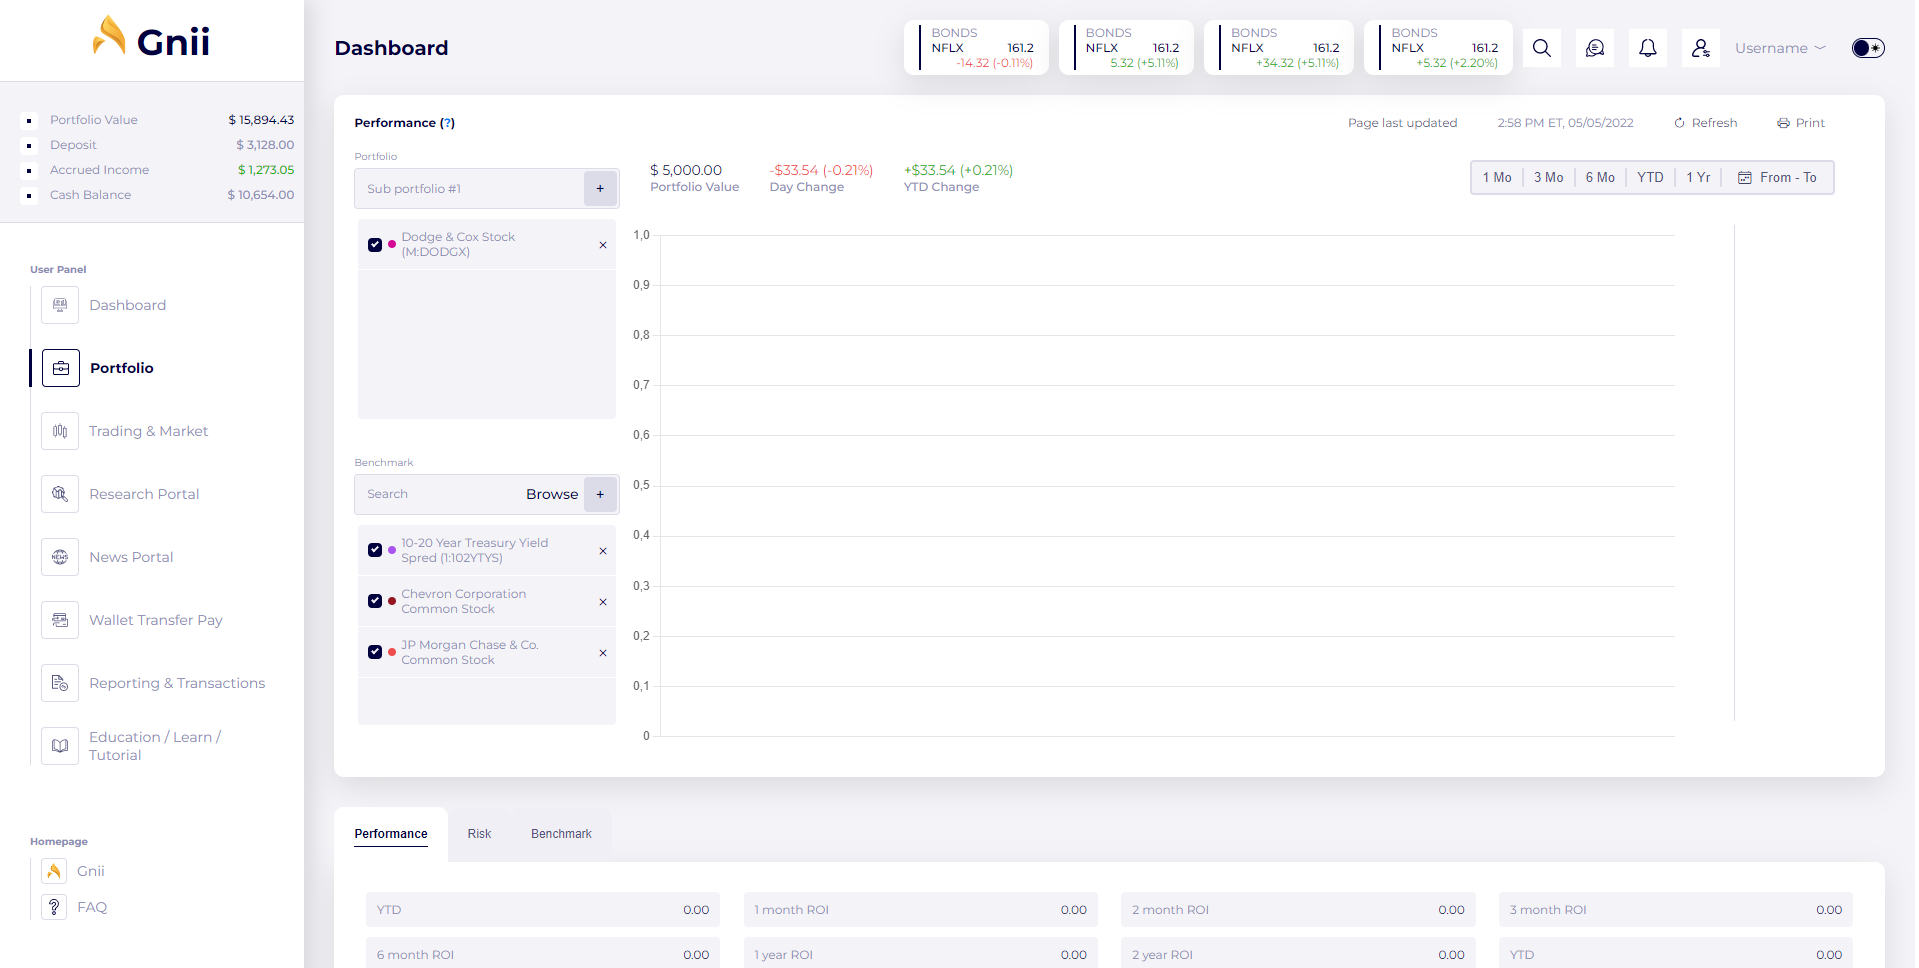 Gnii
Portfolio Value $ 15,894.43
Deposit $ 3,128.00
Accrued Income $ 1,273.05
Cash Balance $ 10,654.00
User Panel
Dashboard
Portfolio
Trading & Market
Research Portal
NEWS
News Portal
Wallet Transfer Pay
Reporting & Transactions
Education / Learn /
Tutorial
Homepage
Gnii
? FAQ
Dashboard
BONDS
NFLX 161.2
-14.32 (-0.11%)
BONDS
NFLX 161.2
5.32 (+5.11%)
BONDS
NFLX 161.2
+34.32 (+5.11%)
BONDS
NFLX 161.2
+5.32 (+2.20%)
Username
Performance (?)
Page last updated 2:58 PM ET, 05/05/2022 Refresh Print
Portfolio
Sub portfolio #1 +
Dodge & Cox Stock
(M:DODGX)
$ 5,000.00
Portfolio Value
-$33.54 (-0.21%)
Day Change
+$33.54 (+0.21%)
YTD Change
1 Mo 3 Mo 6 Mo YTD 1 Yr From - To
Benchmark
Search Browse +
10-20 Year Treasury Yield
Spred (1:102YTYS)
Chevron Corporation
Common Stock
JP Morgan Chase & Co.
Common Stock
1,0
0,9
0,8
0,7
0,6
0,5
0,4
0,3
0,2
0,1
0
Performance Risk Benchmark
YTD 0.00
1 month ROI 0.00
2 month ROI 0.00
3 month ROI 0.00
6 month ROI 0.00
1 year ROI 0.00
2 year ROI 0.00
YTD 0.00